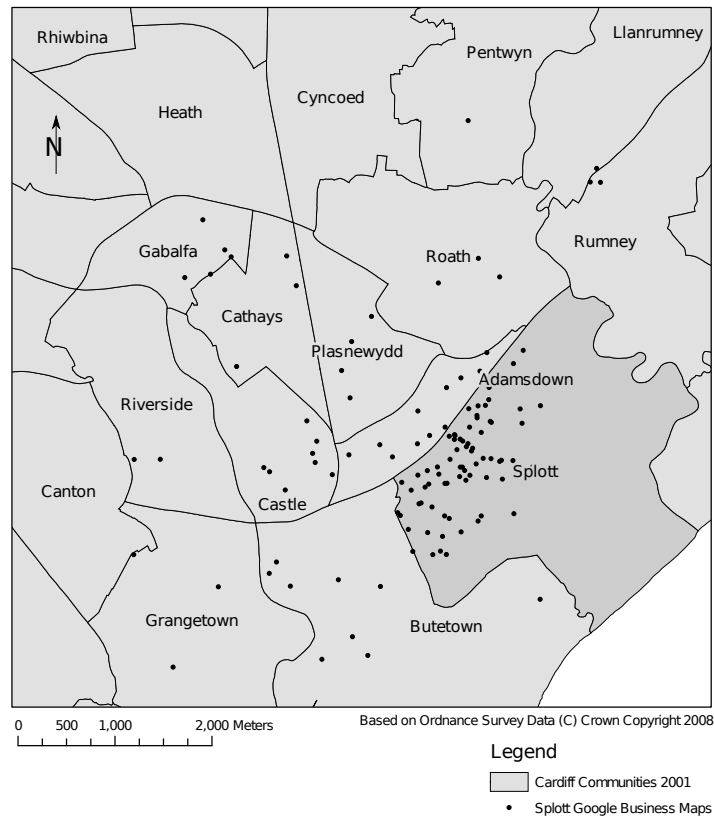 Rhiwbina
Llanrumney
Pentwyn
Cyncoed
Heath
N
Rumney
Gabalfa
Roath
Cathays
Plasnewydd
Adamsdown
Riverside
Splott
Canton
Castle
Grangetown
Butetown
0 500 1,000 2,000 Meters
Based on Ordnance Survey Data (C) Crown Copyright 2008
Legend
Cardiff Communities 2001
Splott Google Business Maps